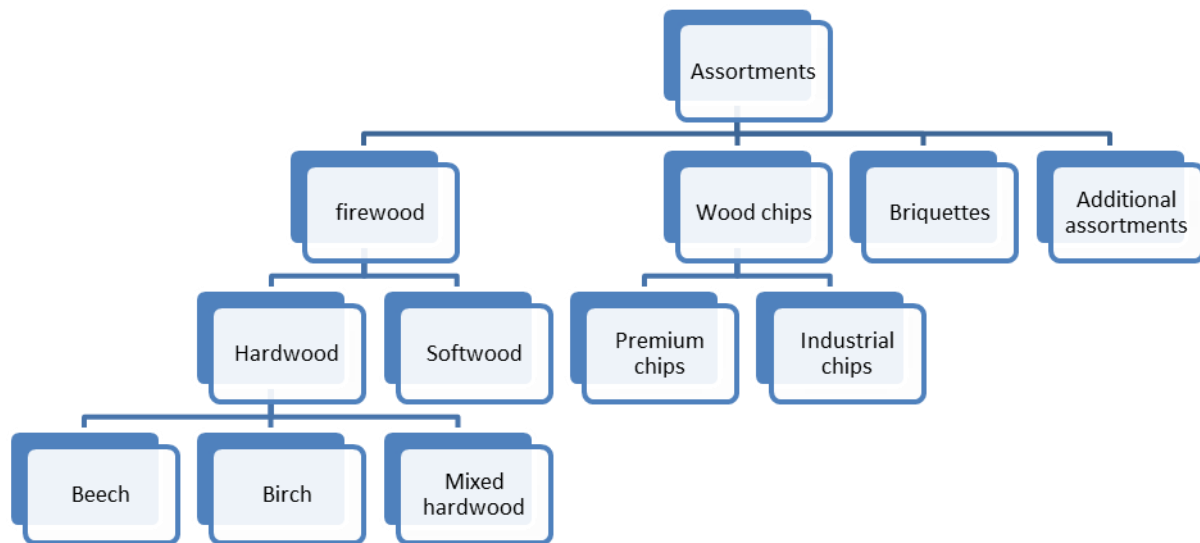 Assortments
firewood
Wood chips
Briquettes
Additional
assortments
Hardwood
Softwood
Premium
chips
Industrial
chips
Beech
Birch
Mixed
hardwood